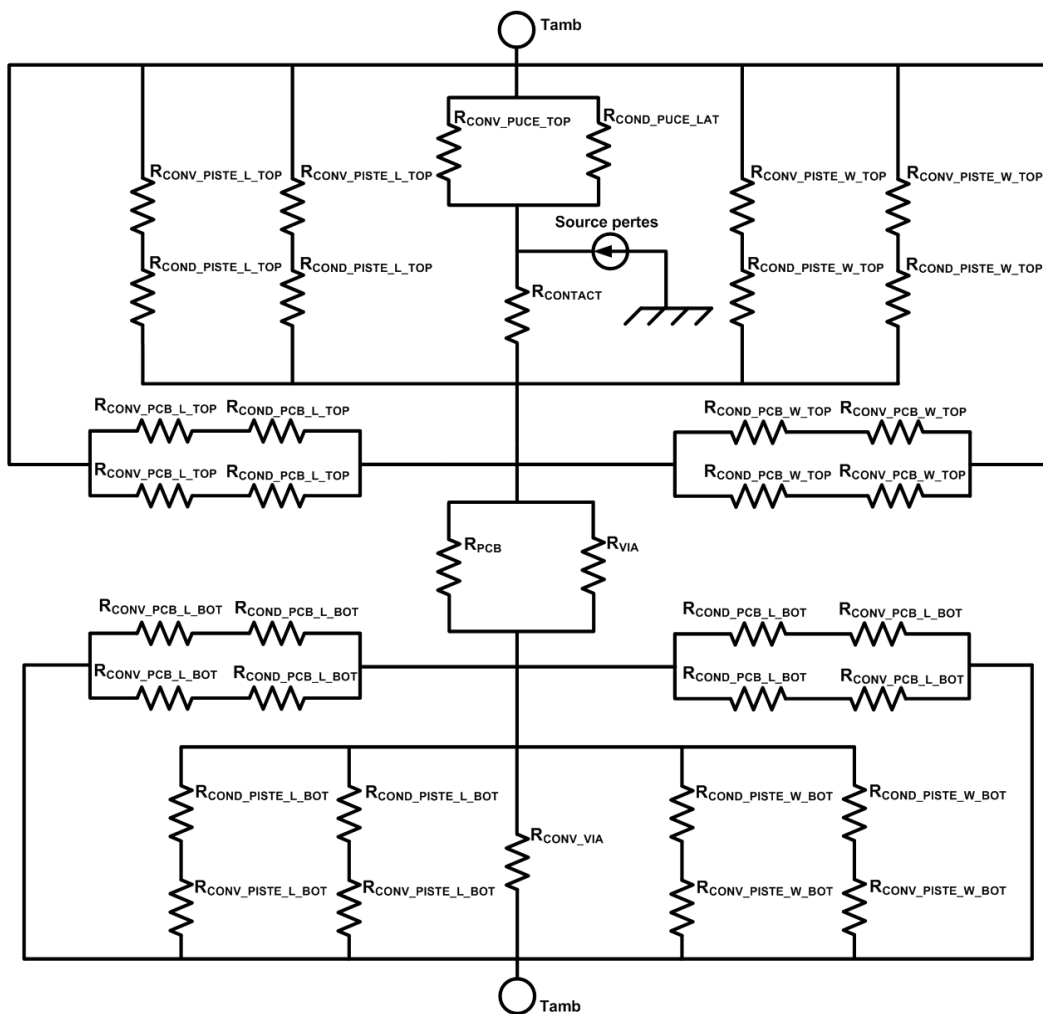 Tamb
RCONV_PUCE_TOP RCOND_PUCE_LAT
RCONV_PISTE_L_TOP RCONV_PISTE_L_TOP RCONV_PISTE_W_TOP RCONV_PISTE_W_TOP
Source pertes
RCOND_PISTE_L_TOP RCOND_PISTE_L_TOP RCOND_PISTE_W_TOP RCOND_PISTE_W_TOP
RCONTACT
RCONV_PCB_L_TOP RCOND_PCB_L_TOP RCOND_PCB_W_TOP RCONV_PCB_W_TOP
RCONV_PCB_L_TOP RCOND_PCB_L_TOP RCOND_PCB_W_TOP RCONV_PCB_W_TOP
RPCB RVIA
RCONV_PCB_L_BOT RCOND_PCB_L_BOT RCOND_PCB_L_BOT RCONV_PCB_L_BOT
RCONV_PCB_L_BOT RCOND_PCB_L_BOT RCOND_PCB_L_BOT RCONV_PCB_L_BOT
RCOND_PISTE_L_BOT RCOND_PISTE_L_BOT RCOND_PISTE_W_BOT RCOND_PISTE_W_BOT
RCONV_VIA
RCONV_PISTE_L_BOT RCONV_PISTE_L_BOT RCONV_PISTE_W_BOT RCONV_PISTE_W_BOT
Tamb